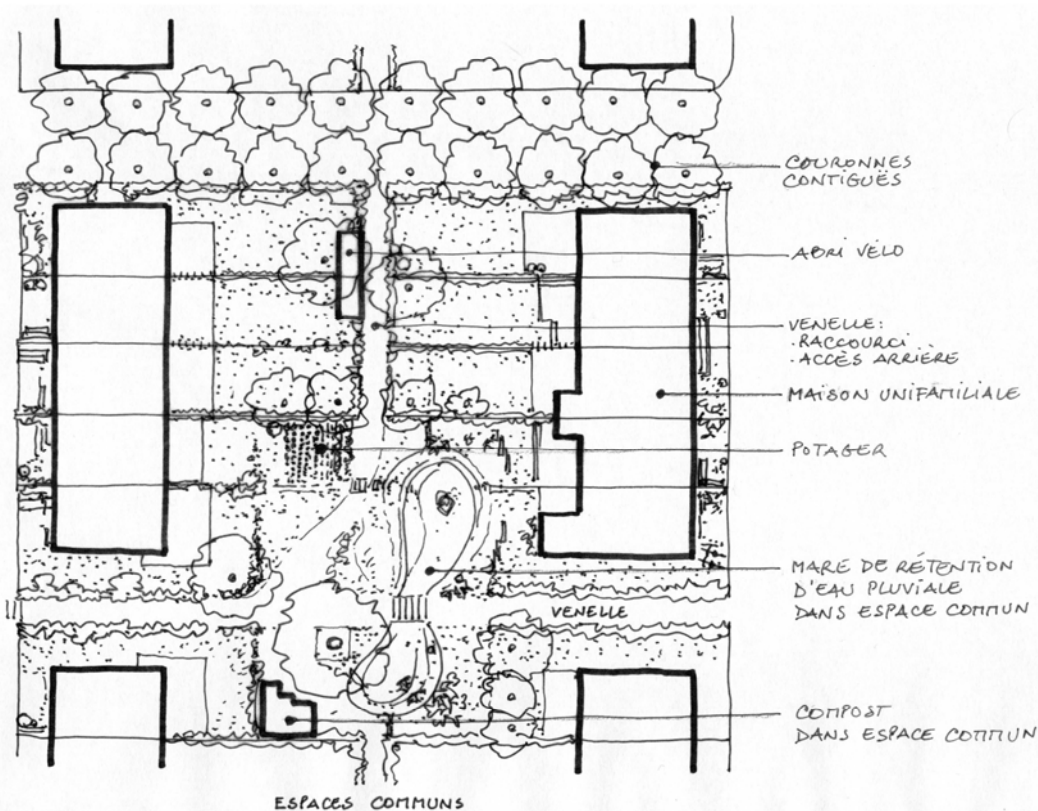 COURONNES
CONTIGUËS
ABRI VÉLO
VENELLE:
·RACCOURCI
·ACCÈS ARRIÈRE
MAISON UNIFAMILIALE
POTAGER
MARE DE RÉTENTION
D'EAU PLUVIALE
DANS ESPACE COMMUN
VENELLE
COMPOST
DANS ESPACE COMMUN
ESPACES COMMUNS